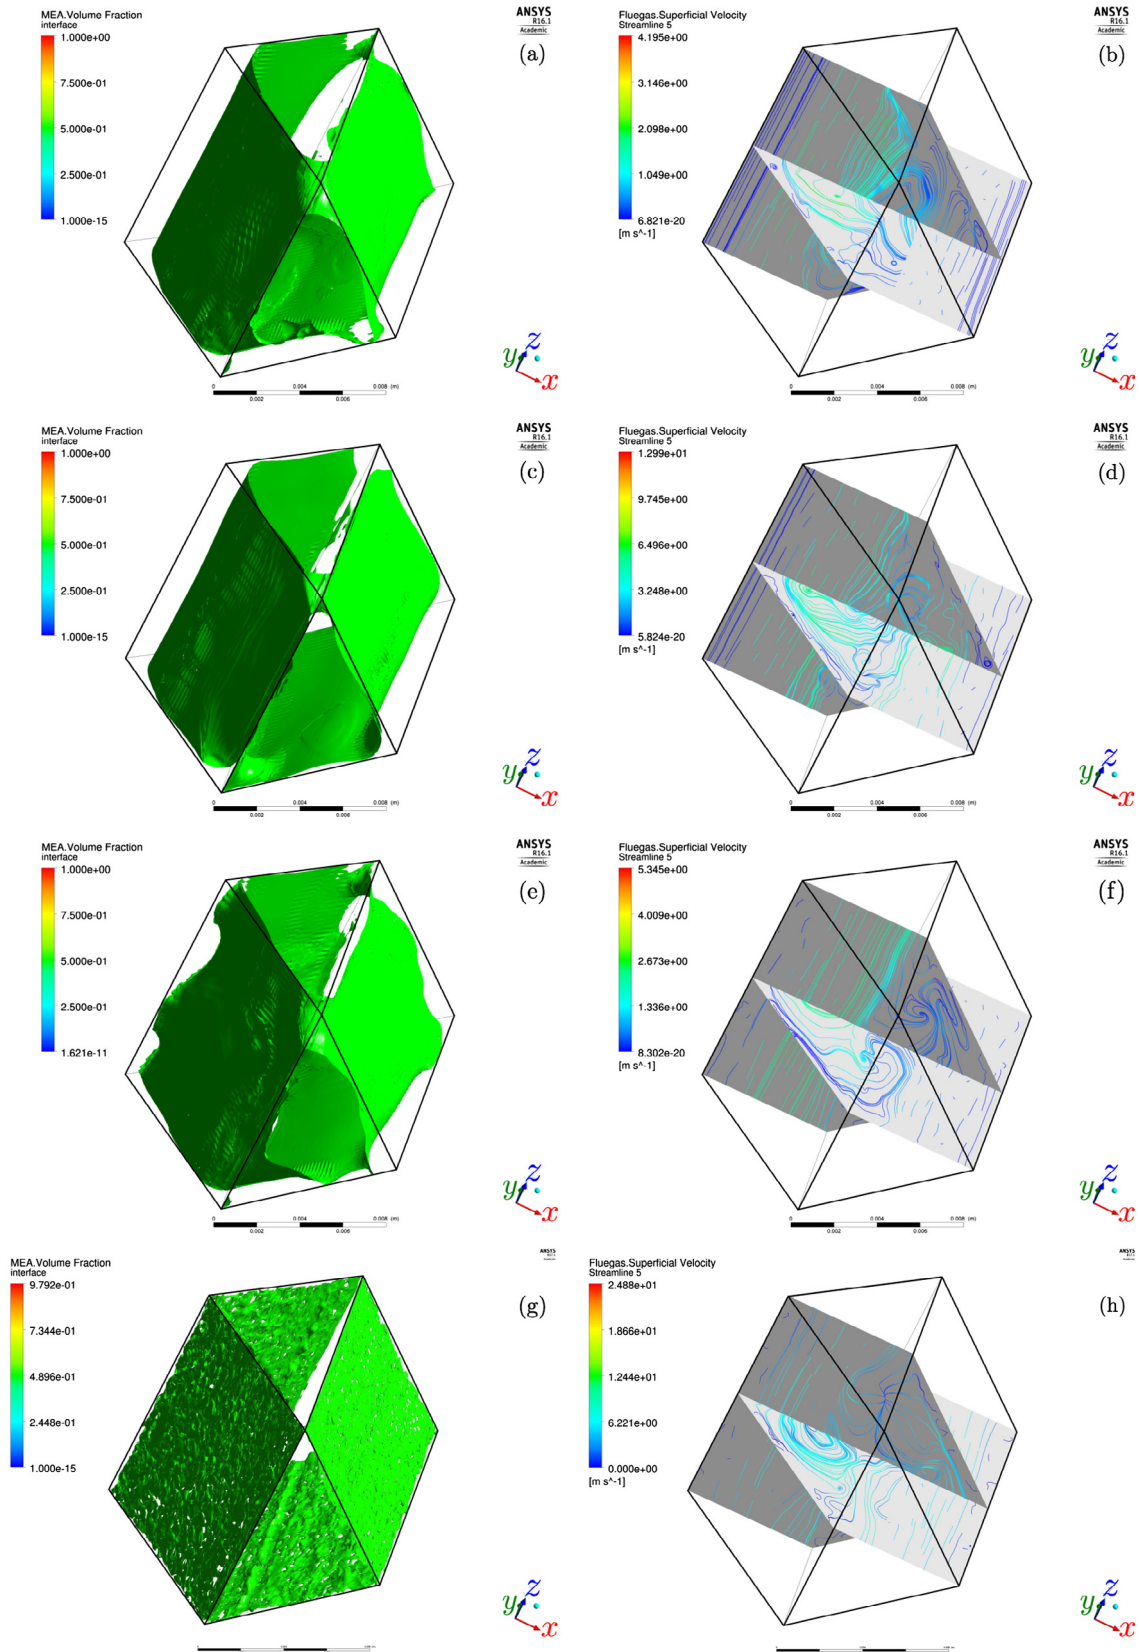 MEA.Volume Fraction
interface
1.000e+00
7.500e-01
5.000e-01
2.500e-01
1.000e-15
ANSYS
R16.1
Academic
(a)
y z x
0 0.004 0.008 (m)
0.002 0.006
Fluegas.Superficial Velocity
Streamline 5
4.195e+00
3.146e+00
2.098e+00
1.049e+00
6.821e-20
[m s^-1]
ANSYS
R16.1
Academic
(b)
y z x
0 0.004 0.008 (m)
0.002 0.006
MEA.Volume Fraction
interface
1.000e+00
7.500e-01
5.000e-01
2.500e-01
1.000e-15
ANSYS
R16.1
Academic
(c)
y z x
0 0.004 0.008 (m)
0.002 0.006
Fluegas.Superficial Velocity
Streamline 5
1.299e+01
9.745e+00
6.496e+00
3.248e+00
5.824e-20
[m s^-1]
ANSYS
R16.1
Academic
(d)
y z x
0 0.004 0.008 (m)
0.002 0.006
MEA.Volume Fraction
interface
1.000e+00
7.500e-01
5.000e-01
2.500e-01
1.621e-11
ANSYS
R16.1
Academic
(e)
y z x
0 0.004 0.008 (m)
0.002 0.006
Fluegas.Superficial Velocity
Streamline 5
5.345e+00
4.009e+00
2.673e+00
1.336e+00
8.302e-20
[m s^-1]
ANSYS
R16.1
Academic
(f)
y z x
0 0.004 0.008 (m)
0.002 0.006
MEA.Volume Fraction
interface
9.792e-01
7.344e-01
4.896e-01
2.448e-01
1.000e-15
ANSYS
(g)
y z x
Fluegas.Superficial Velocity
Streamline 5
2.488e+01
1.866e+01
1.244e+01
6.221e+00
0.000e+00
[m s^-1]
ANSYS
(h)
y z x